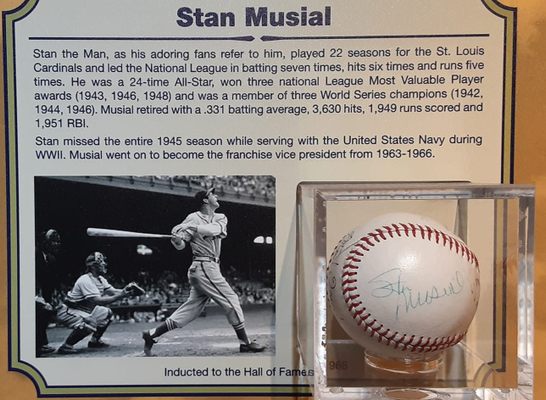 Stan Musial
Stan the Man, as his adoring fans refer to him, played 22 seasons for the St. Louis
Cardinals and led the National League in batting seven times, hits six times and runs five
times. He was a 24-time All-Star, won three national League Most Valuable Player
awards (1943, 1946, 1948) and was a member of three World Series champions (1942,
1944, 1946). Musial retired with a .331 batting average, 3,630 hits, 1,949 runs scored and
1,951 RBI.
Stan missed the entire 1945 season while serving with the United States Navy during
WWII. Musial went on to become the franchise vice president from 1963-1966.
Stan Musial
Inducted to the Hall of Fame